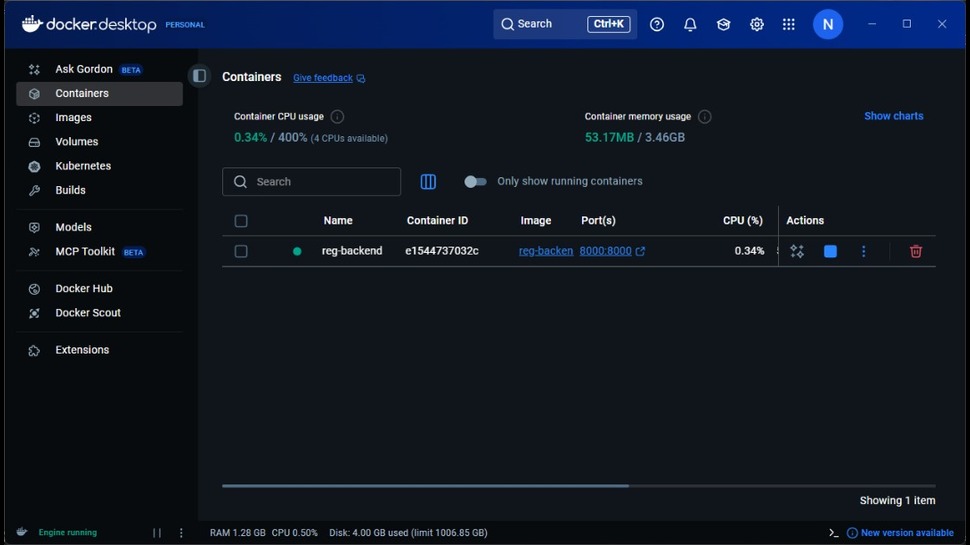 docker.desktop PERSONAL Search Ctrl+K N
Ask Gordon BETA
Containers
Images
Volumes
Kubernetes
Builds
Models
MCP Toolkit BETA
Docker Hub
Docker Scout
Extensions
Containers Give feedback
Container CPU usage
0.34% / 400% (4 CPUs available)
Container memory usage
53.17MB / 3.46GB
Show charts
Search Only show running containers
Name Container ID Image Port(s) CPU (%) Actions
reg-backend e1544737032c reg-backen 8000:8000 0.34%
Showing 1 item
Engine running RAM 1.28 GB CPU 0.50% Disk: 4.00 GB used (limit 1006.85 GB) New version available